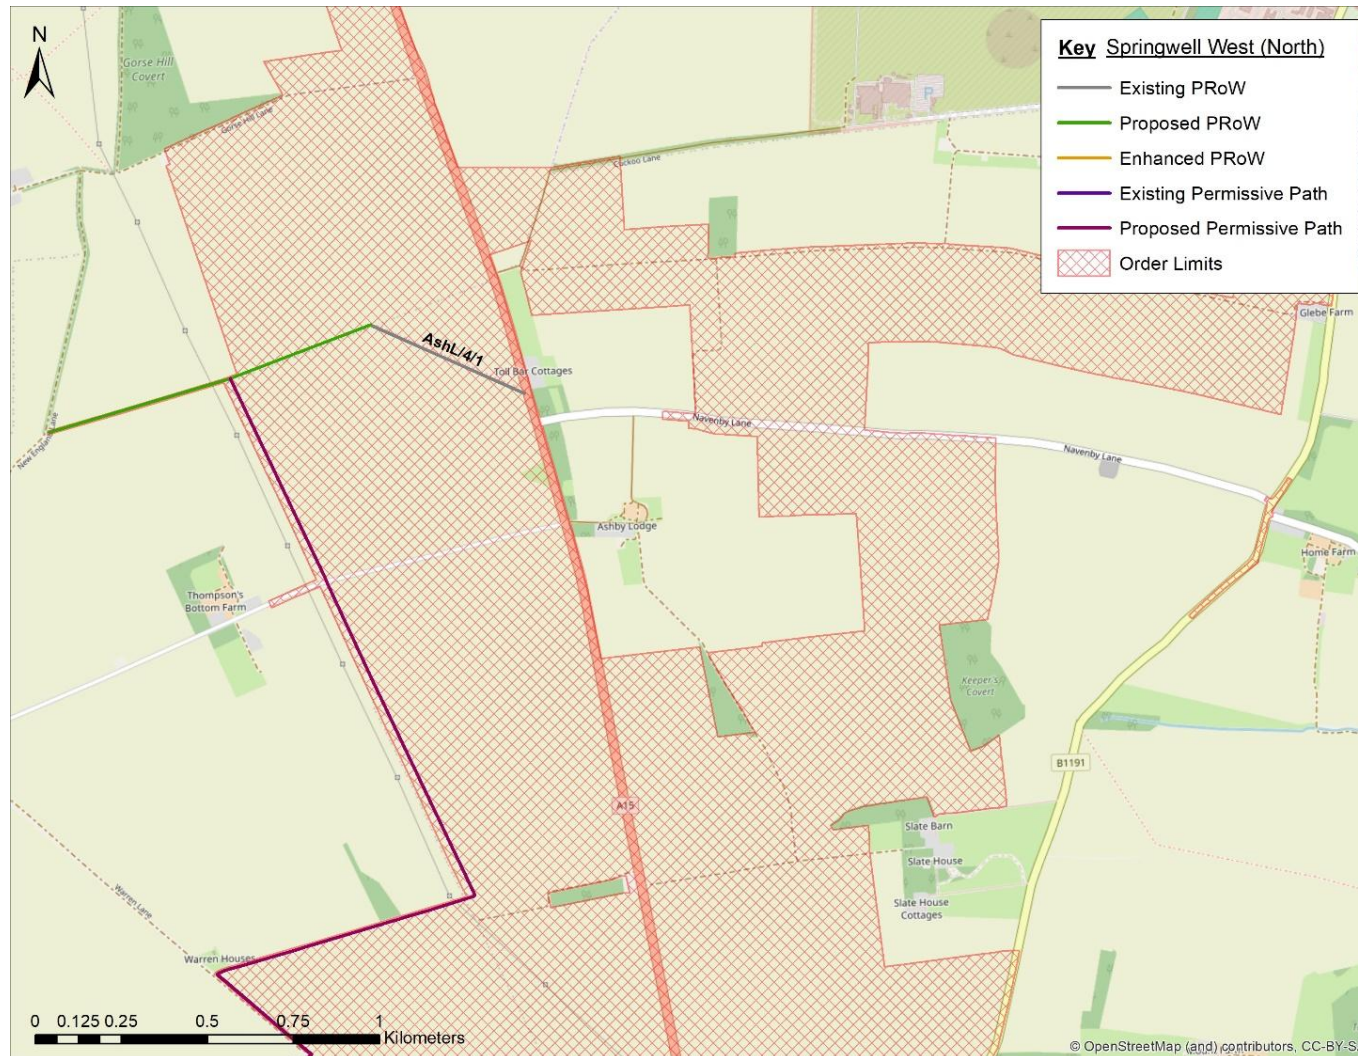 N
Gorse Hill
Covert
Gorse Hill Lane
Cuckoo Lane
P
Key Springwell West (North)
Existing PRoW
Proposed PRoW
Enhanced PRoW
Existing Permissive Path
Proposed Permissive Path
Order Limits
Glebe Farm
AshL/4/1
Toll Bar Cottages
New England Lane
Navenby Lane
Navenby Lane
Ashby Lodge
Home Farm
Thompson's
Bottom Farm
Keeper's
Covert
B1191
A15
Slate Barn
Slate House
Slate House
Cottages
Warren Lane
Warren Houses
0 0.125 0.25 0.5 0.75 1
Kilometers
© OpenStreetMap (and) contributors, CC-BY-S